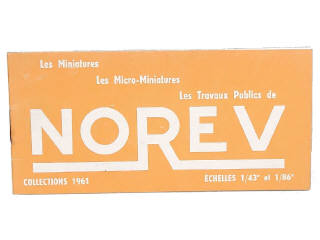 Les Miniatures
Les Micro-Miniatures
Les Travaux Publics de
NOREV
COLLECTIONS 1961
ECHELLES 1/43e et 1/86e